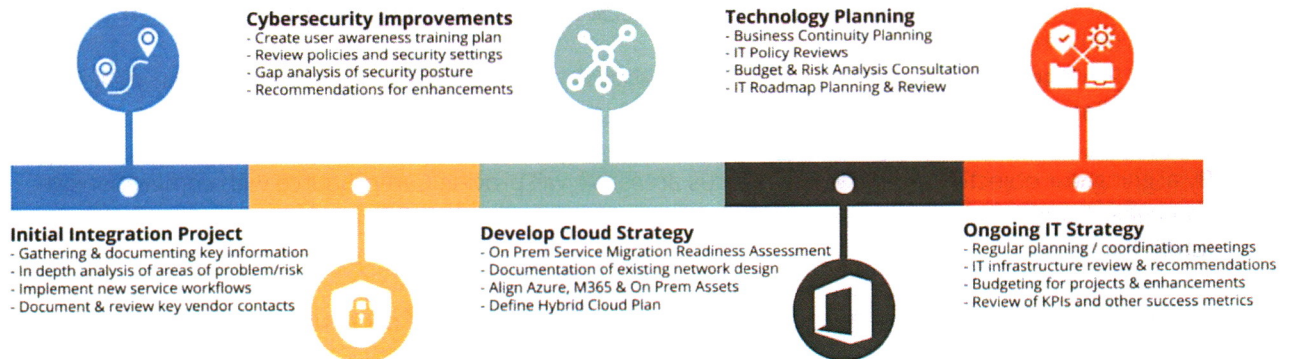 Cybersecurity Improvements
- Create user awareness training plan
- Review policies and security settings
- Gap analysis of security posture
- Recommendations for enhancements
Technology Planning
- Business Continuity Planning
- IT Policy Reviews
- Budget & Risk Analysis Consultation
- IT Roadmap Planning & Review
Initial Integration Project
- Gathering & documenting key information
- In depth analysis of areas of problem/risk
- Implement new service workflows
- Document & review key vendor contacts
Develop Cloud Strategy
- On Prem Service Migration Readiness Assessment
- Documentation of existing network design
- Align Azure, M365 & On Prem Assets
- Define Hybrid Cloud Plan
Ongoing IT Strategy
- Regular planning / coordination meetings
- IT infrastructure review & recommendations
- Budgeting for projects & enhancements
- Review of KPIs and other success metrics